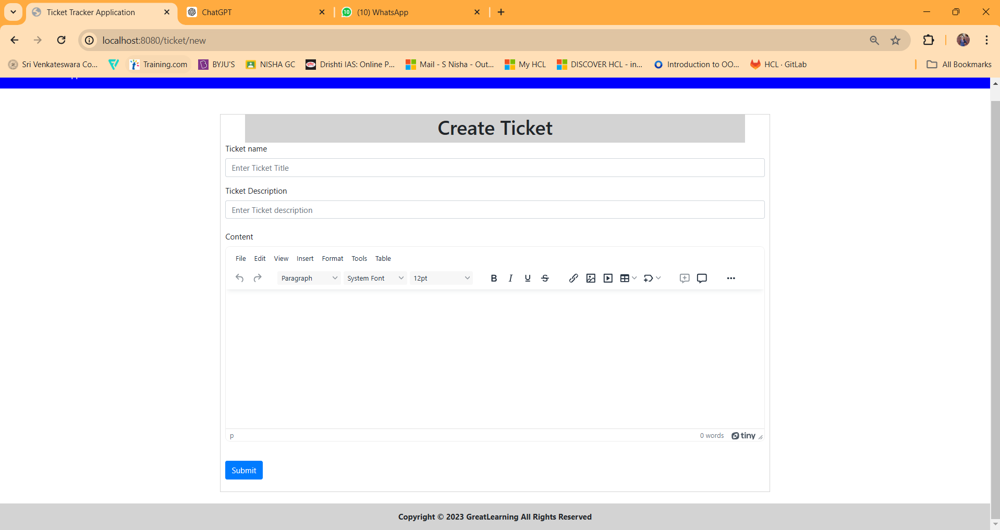 Ticket Tracker Application
ChatGPT
10 (10) WhatsApp
localhost:8080/ticket/new
Sri Venkateswara Co...
Training.com
BYJU'S
NISHA GC
Drishti IAS: Online P...
Mail - S Nisha - Out...
My HCL
DISCOVER HCL - in...
Introduction to OO...
HCL · GitLab
All Bookmarks
Create Ticket
Ticket name
Enter Ticket Title
Ticket Description
Enter Ticket description
Content
File Edit View Insert Format Tools Table
Paragraph System Font 12pt B I U S
p 0 words tiny
Submit
Copyright © 2023 GreatLearning All Rights Reserved